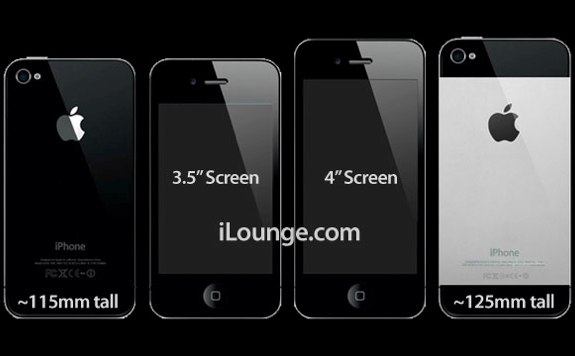 3.5” Screen
4” Screen
iLounge.com
iPhone
iPhone
~115mm tall
~125mm tall